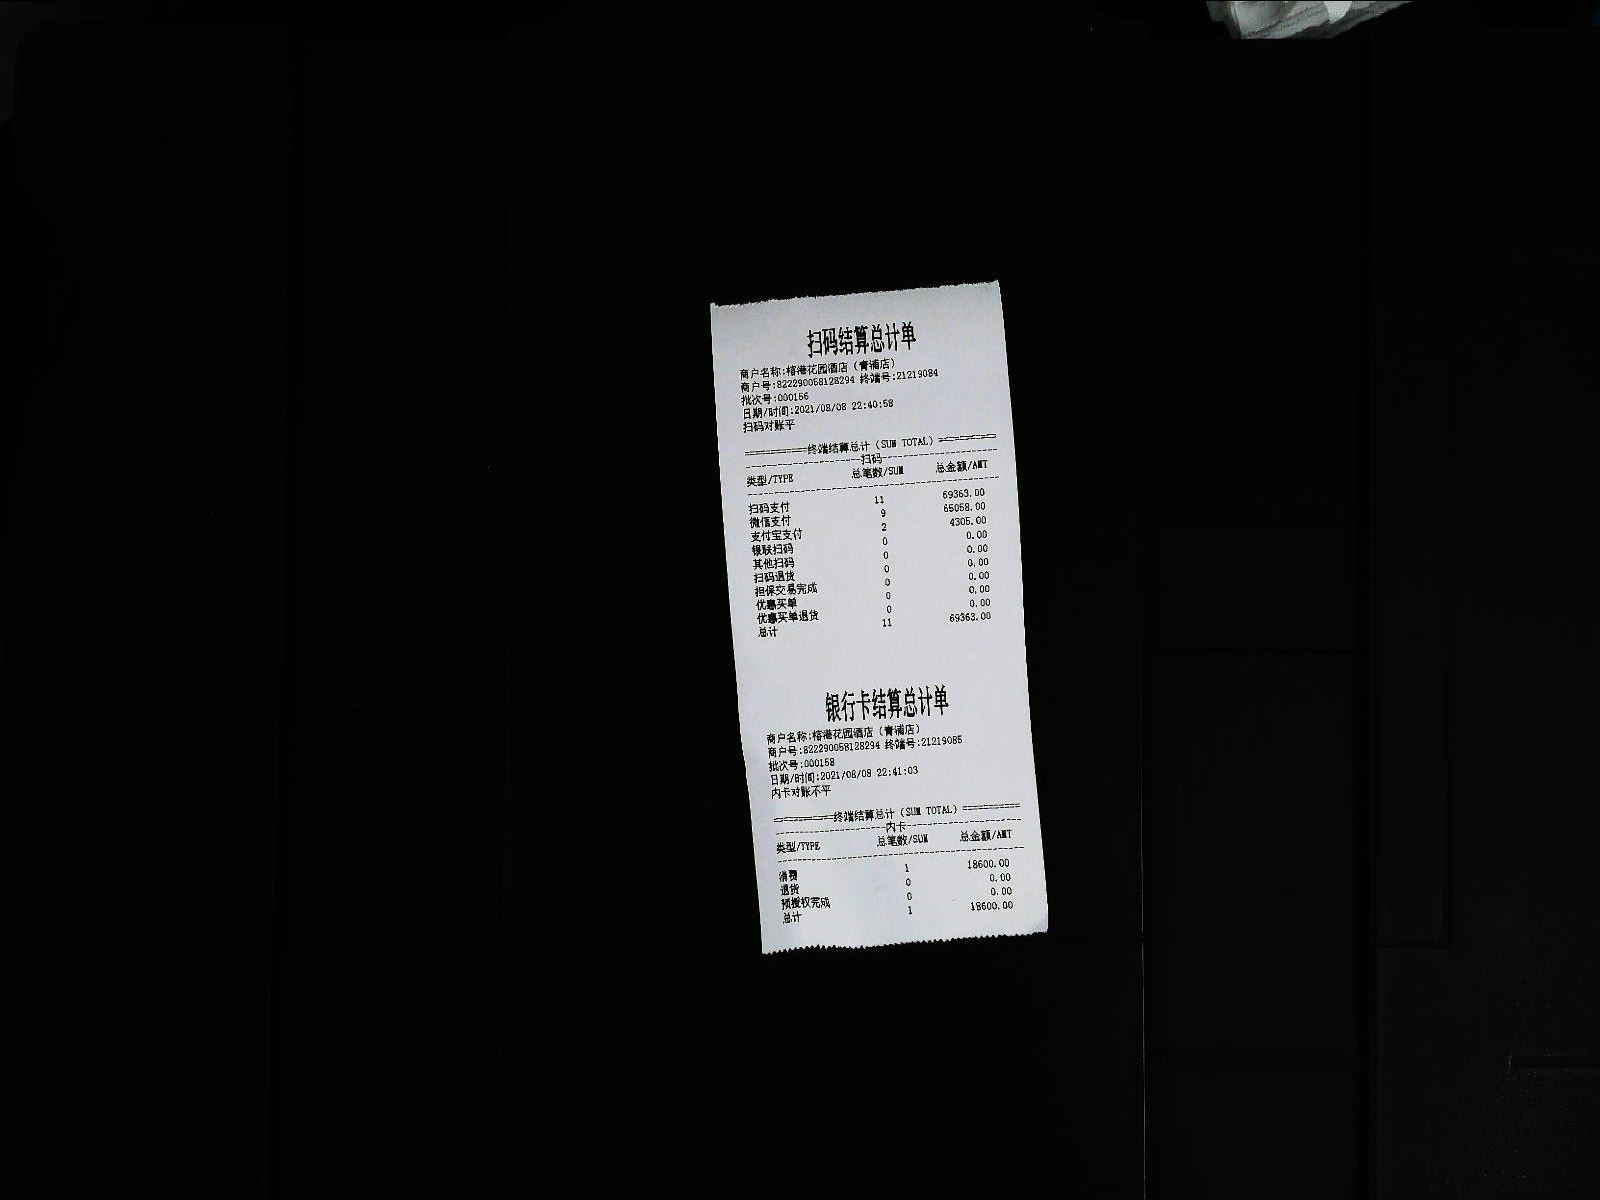 扫码结算总计单
商户名称:榕港花园酒店（青浦店）
商户号:822290058128294 终端号:21219084
批次号:000156
日期/时间:2021/08/08 22:40:58
扫码对账平
===========终端结算总计（SUM TOTAL）===========
----------------------扫码----------------------
类型/TYPE 总笔数/SUM 总金额/AMT
扫码支付 11 69363.00
微信支付 9 65058.00
支付宝支付 2 4305.00
银联扫码 0 0.00
其他扫码 0 0.00
扫码退货 0 0.00
担保交易完成 0 0.00
优惠买单 0 0.00
优惠买单退货 0 0.00
总计 11 69363.00
银行卡结算总计单
商户名称:榕港花园酒店（青浦店）
商户号:822290058128294 终端号:21219085
批次号:000158
日期/时间:2021/08/08 22:41:03
内卡对账不平
===========终端结算总计（SUM TOTAL）===========
----------------------内卡----------------------
类型/TYPE 总笔数/SUM 总金额/AMT
消费 1 18600.00
退货 0 0.00
预授权完成 0 0.00
总计 1 18600.00